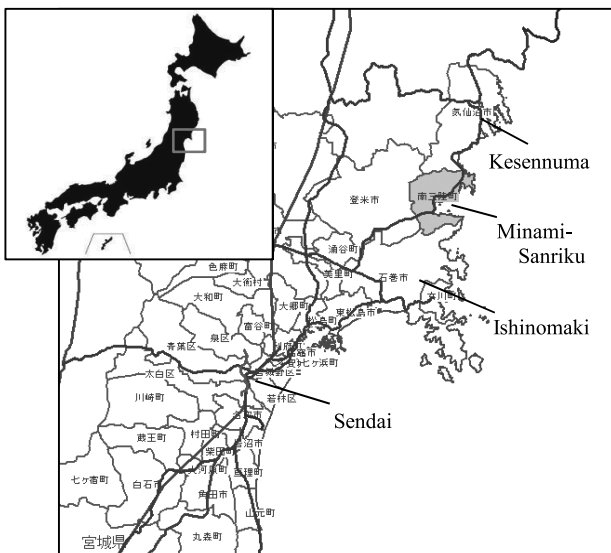 気仙沼市
Kesennuma
南三陸町
登米市
Minami-
Sanriku
涌谷町
色麻町
美里町
石巻市
大衡村
女川町
大和町
大郷町
東松島市
Ishinomaki
松島町
富谷町
泉区
利府町
青葉区
七ヶ浜町
宮城野区
太白区
若林区
川崎町
名取市
Sendai
村田町
岩沼市
蔵王町
柴田町
大河原町
亘理町
七ヶ宿町
白石市
角田市
山元町
丸森町
宮城県